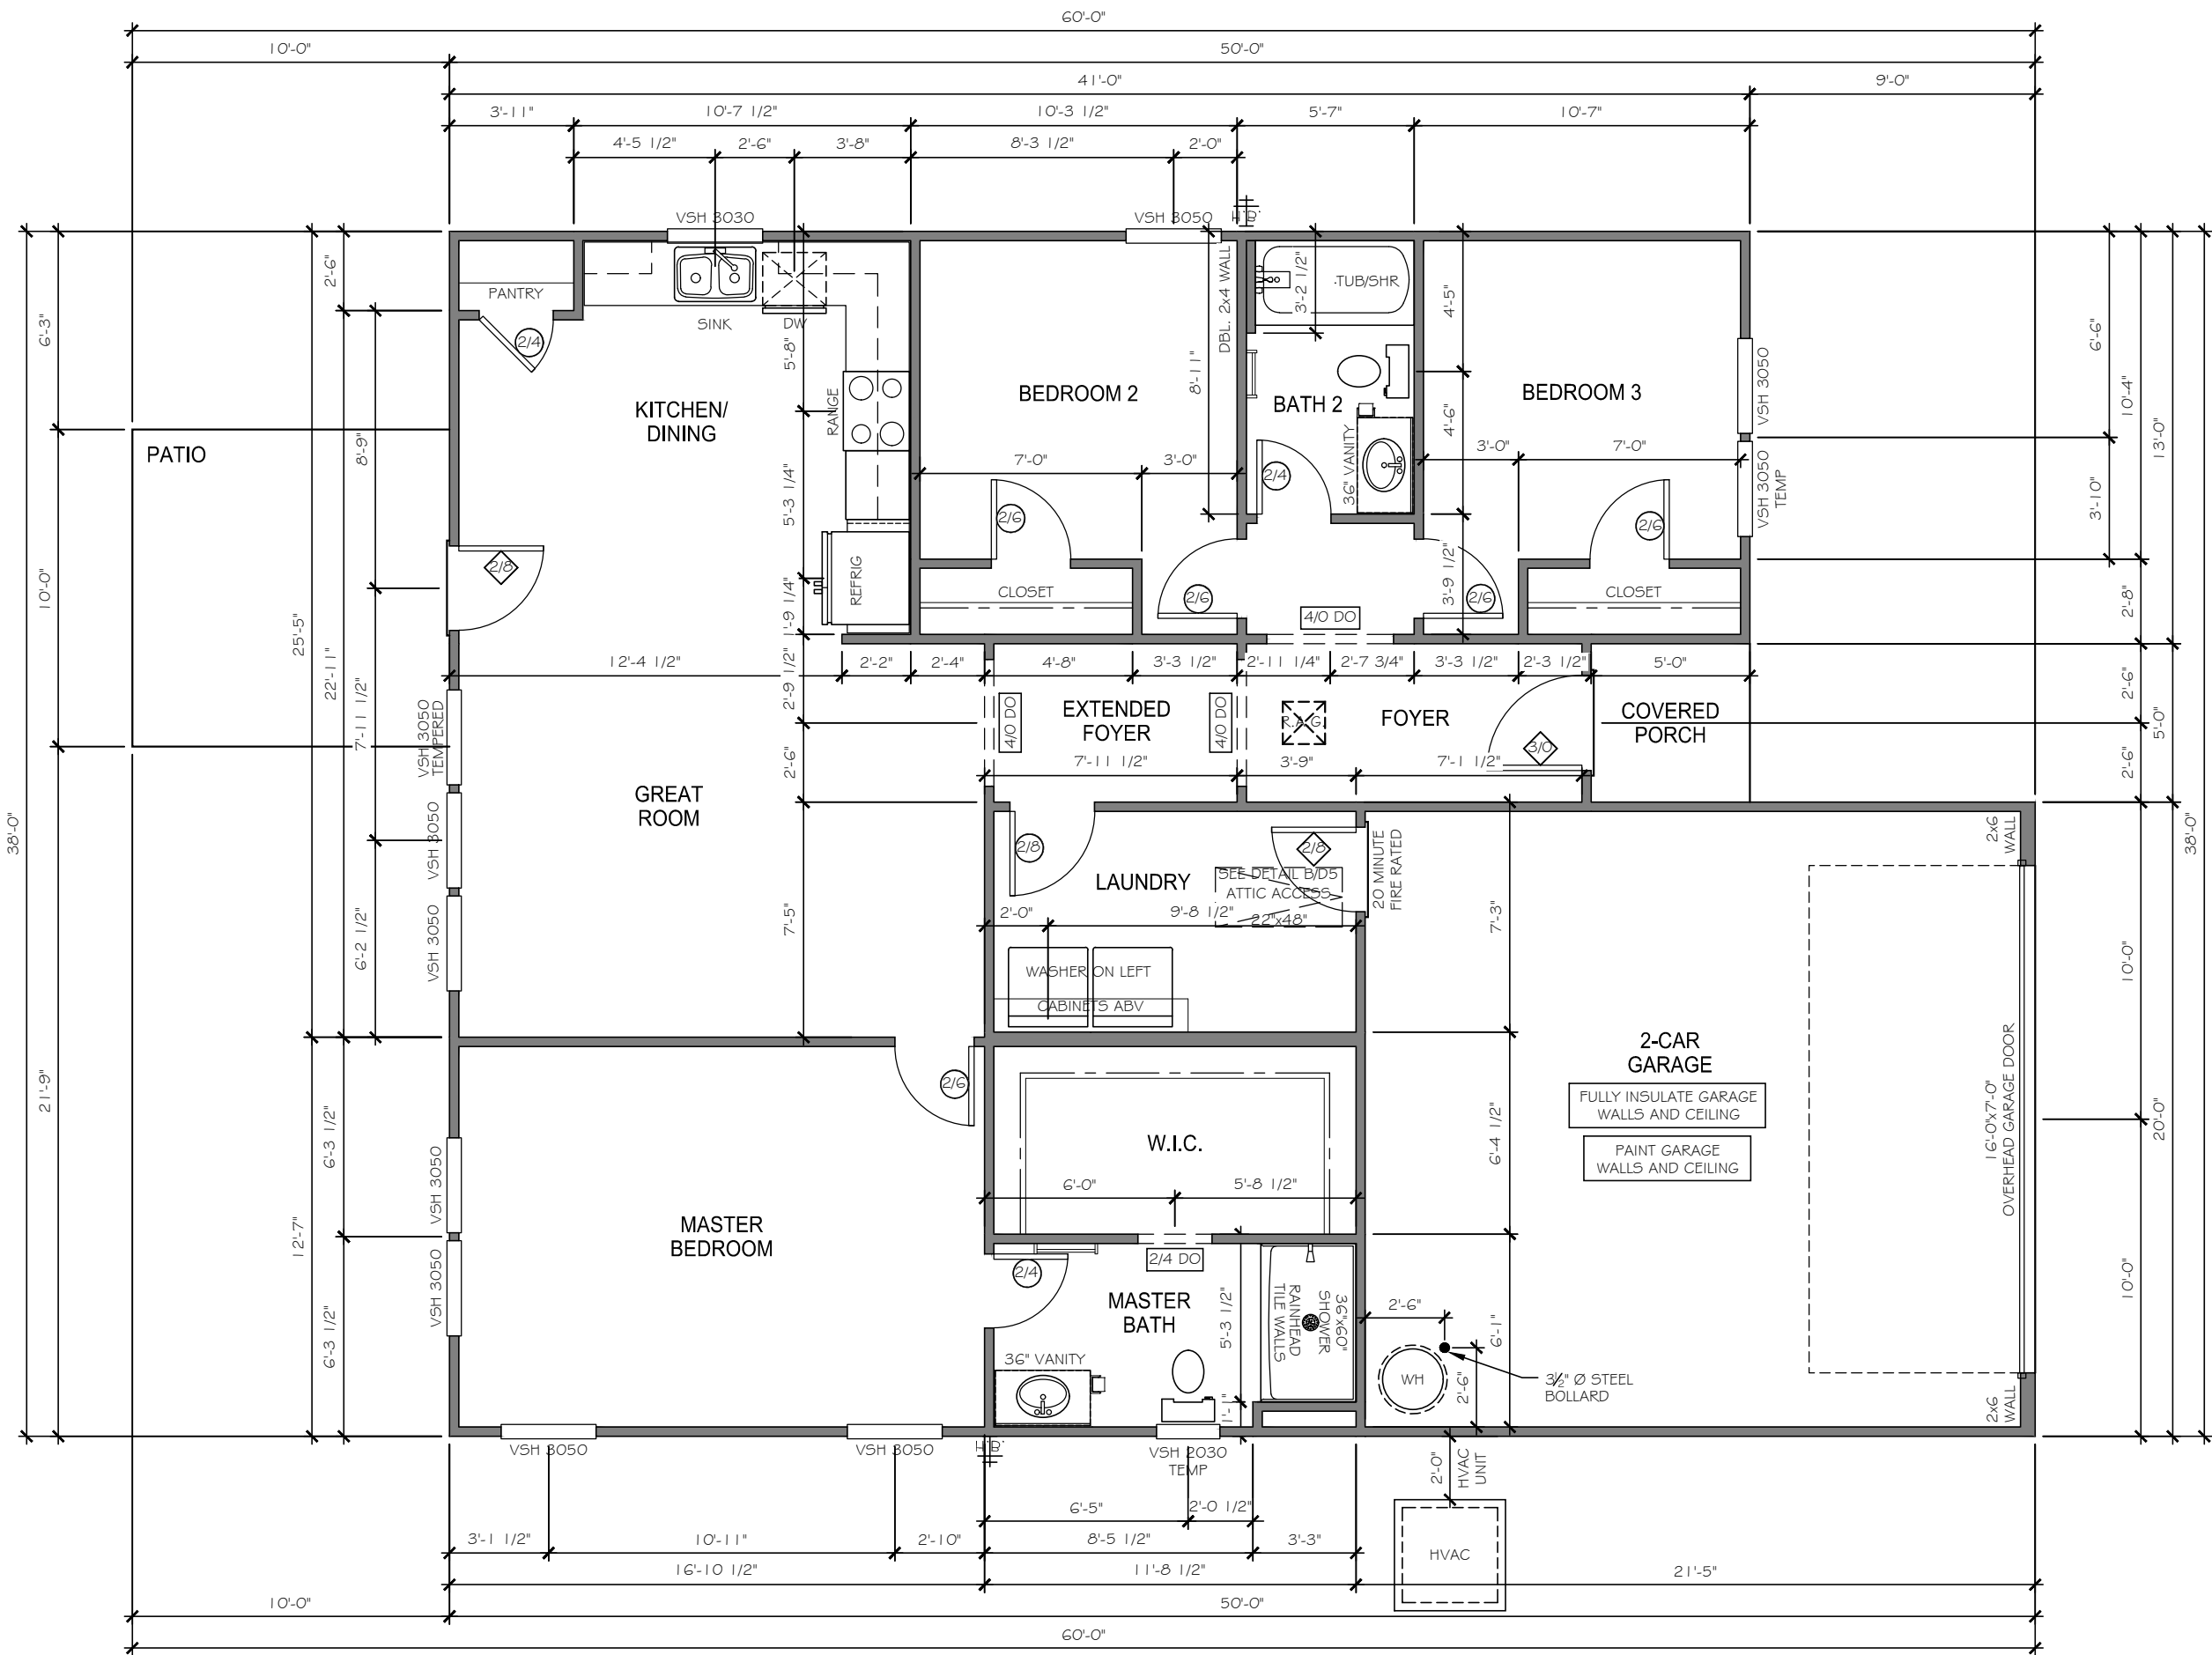 60'-0"
10'-0" 50'-0"
41'-0" 9'-0"
3'-11" 10'-7 1/2" 10'-3 1/2" 5'-7" 10'-7"
4'-5 1/2" 2'-6" 3'-8" 8'-3 1/2" 2'-0"
VSH 3030 VSH 3050 H.B.
38'-0"
6'-3"
10'-0"
21'-9"
25'-5"
12'-7"
2'-6"
22'-11"
6'-3 1/2"
6'-3 1/2"
8'-9"
7'-11 1/2"
6'-2 1/2"
PATIO
PANTRY
2/4
SINK
DW
KITCHEN/
DINING
RANGE
REFRIG
5'-8"
5'-3 1/4"
1'-9 1/4"
2'-9 1/2"
2'-6"
7'-5"
2/8
BEDROOM 2
7'-0" 3'-0"
2/6
CLOSET
2/6
DBL. 2x4 WALL
8'-11"
3'-2 1/2"
TUB/SHR
BATH 2
2/4
36" VANITY
4'-5"
4'-6"
3'-9 1/2"
BEDROOM 3
3'-0" 7'-0"
2/6
2/6
CLOSET
4/0 DO
VSH 3050
VSH 3050
TEMP
6'-6"
3'-10"
10'-4"
2'-8"
2'-6"
2'-6"
10'-0"
10'-0"
13'-0"
5'-0"
20'-0"
38'-0"
12'-4 1/2" 2'-2" 2'-4" 4'-8" 3'-3 1/2" 2'-11 1/4" 2'-7 3/4" 3'-3 1/2" 2'-3 1/2" 5'-0"
VSH 3050
TEMPERED
VSH 3050
VSH 3050
GREAT
ROOM
4/0 DO
EXTENDED
FOYER
4/0 DO
R.A.G.
FOYER
3/0
COVERED
PORCH
7'-11 1/2" 3'-9" 7'-1 1/2"
2/8
LAUNDRY
2/8
SEE DETAIL B/D5
ATTIC ACCESS
22"x48"
20 MINUTE
FIRE RATED
2'-0" 9'-8 1/2"
WASHER ON LEFT
CABINETS ABV
7'-3"
6'-4 1/2"
6'-1"
2x6
WALL
2-CAR
GARAGE
FULLY INSULATE GARAGE
WALLS AND CEILING
PAINT GARAGE
WALLS AND CEILING
16'-0"x7'-0"
OVERHEAD GARAGE DOOR
2x6
WALL
2/6
W.I.C.
6'-0" 5'-8 1/2"
VSH 3050
VSH 3050
MASTER
BEDROOM
2/4 DO
2/4
MASTER
BATH
5'-3 1/2"
1'-1"
36"x60"
SHOWER
RAINHEAD
TILE WALLS
36" VANITY
2'-6"
2'-6"
WH
3½" Ø STEEL
BOLLARD
VSH 3050 VSH 3050 H.B. VSH 2030
TEMP
2'-0"
HVAC
UNIT
HVAC
6'-5" 2'-0 1/2"
3'-1 1/2" 10'-11" 2'-10" 8'-5 1/2" 3'-3"
16'-10 1/2" 11'-8 1/2" 21'-5"
10'-0" 50'-0"
60'-0"